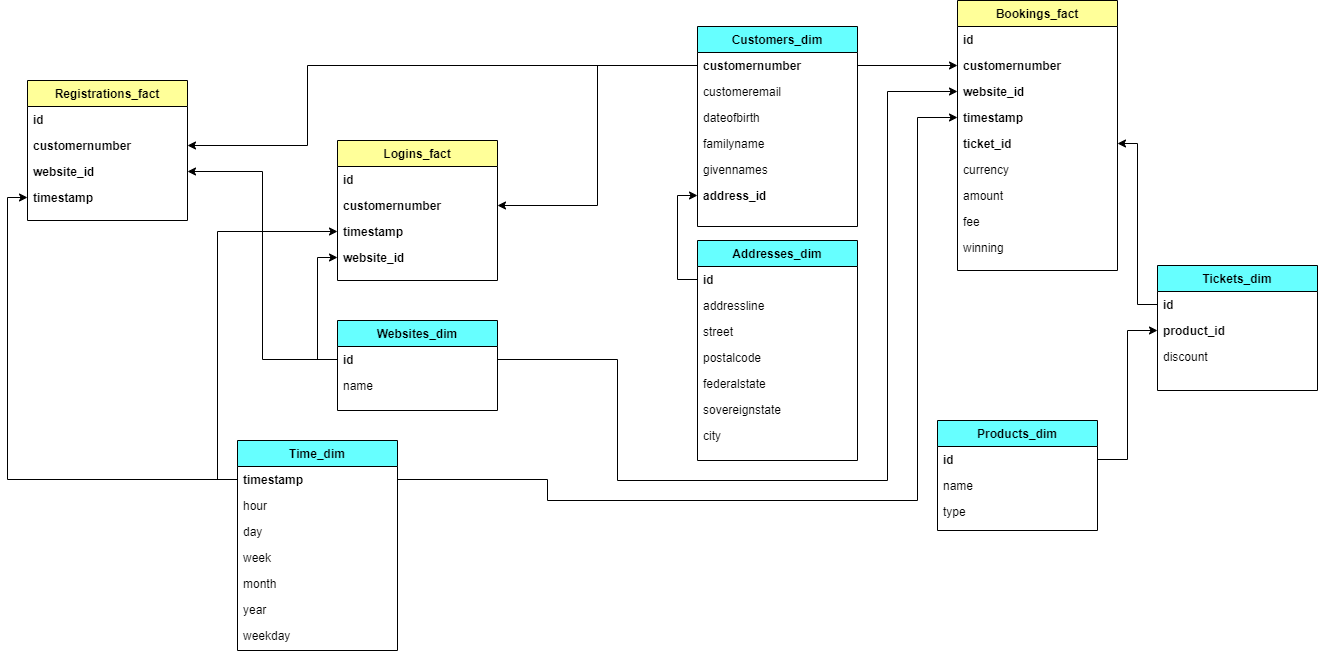 Registrations_fact
id
customernumber
website_id
timestamp
Logins_fact
id
customernumber
timestamp
website_id
Websites_dim
id
name
Time_dim
timestamp
hour
day
week
month
year
weekday
Customers_dim
customernumber
customeremail
dateofbirth
familyname
givennames
address_id
Addresses_dim
id
addressline
street
postalcode
federalstate
sovereignstate
city
Bookings_fact
id
customernumber
website_id
timestamp
ticket_id
currency
amount
fee
winning
Tickets_dim
id
product_id
discount
Products_dim
id
name
type